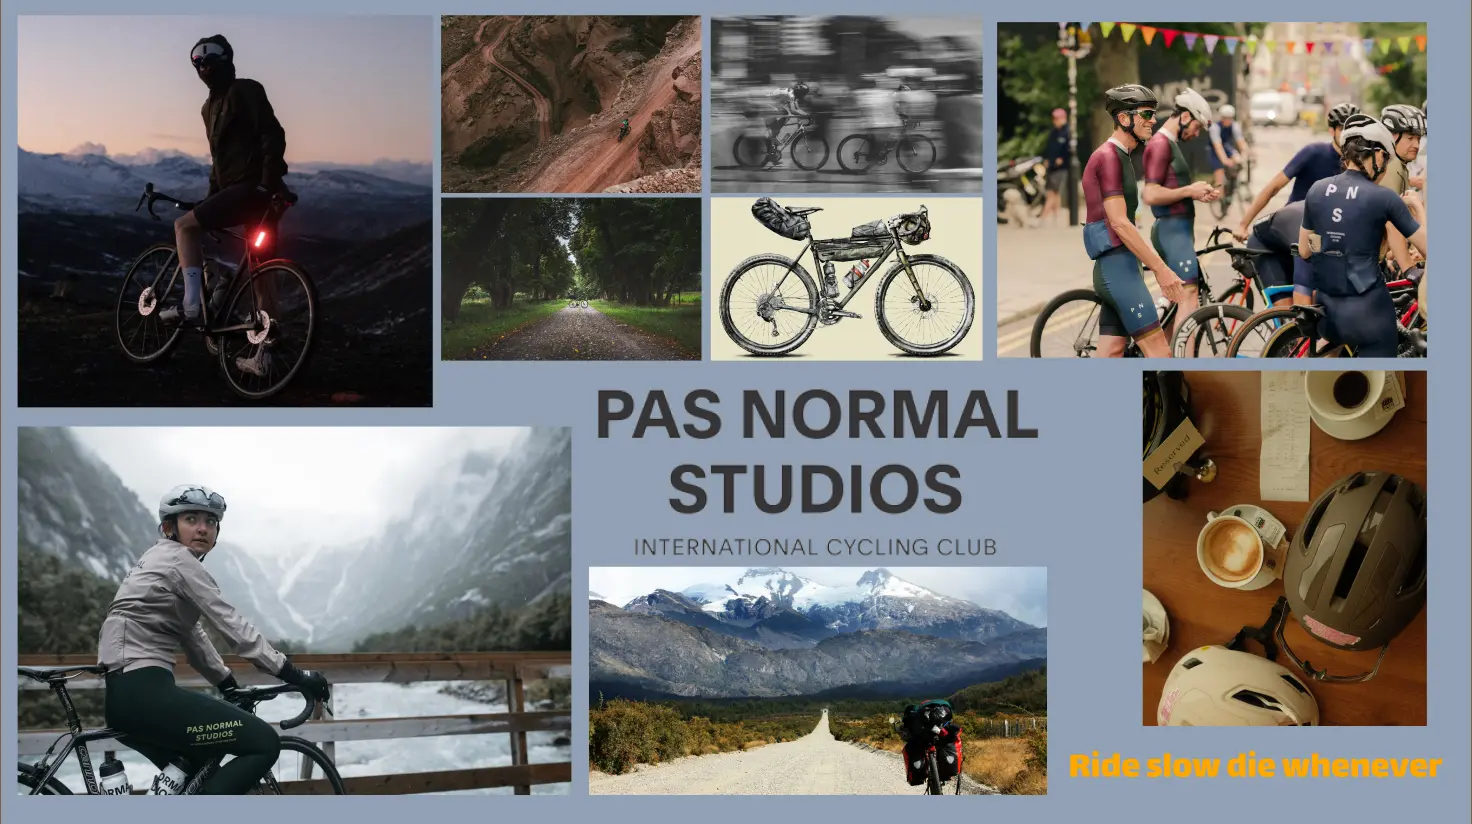 P N
S
P N
S
PAS NORMAL
STUDIOS
INTERNATIONAL CYCLING CLUB
Reserved
PAS NORMAL
STUDIOS
Ride slow die whenever